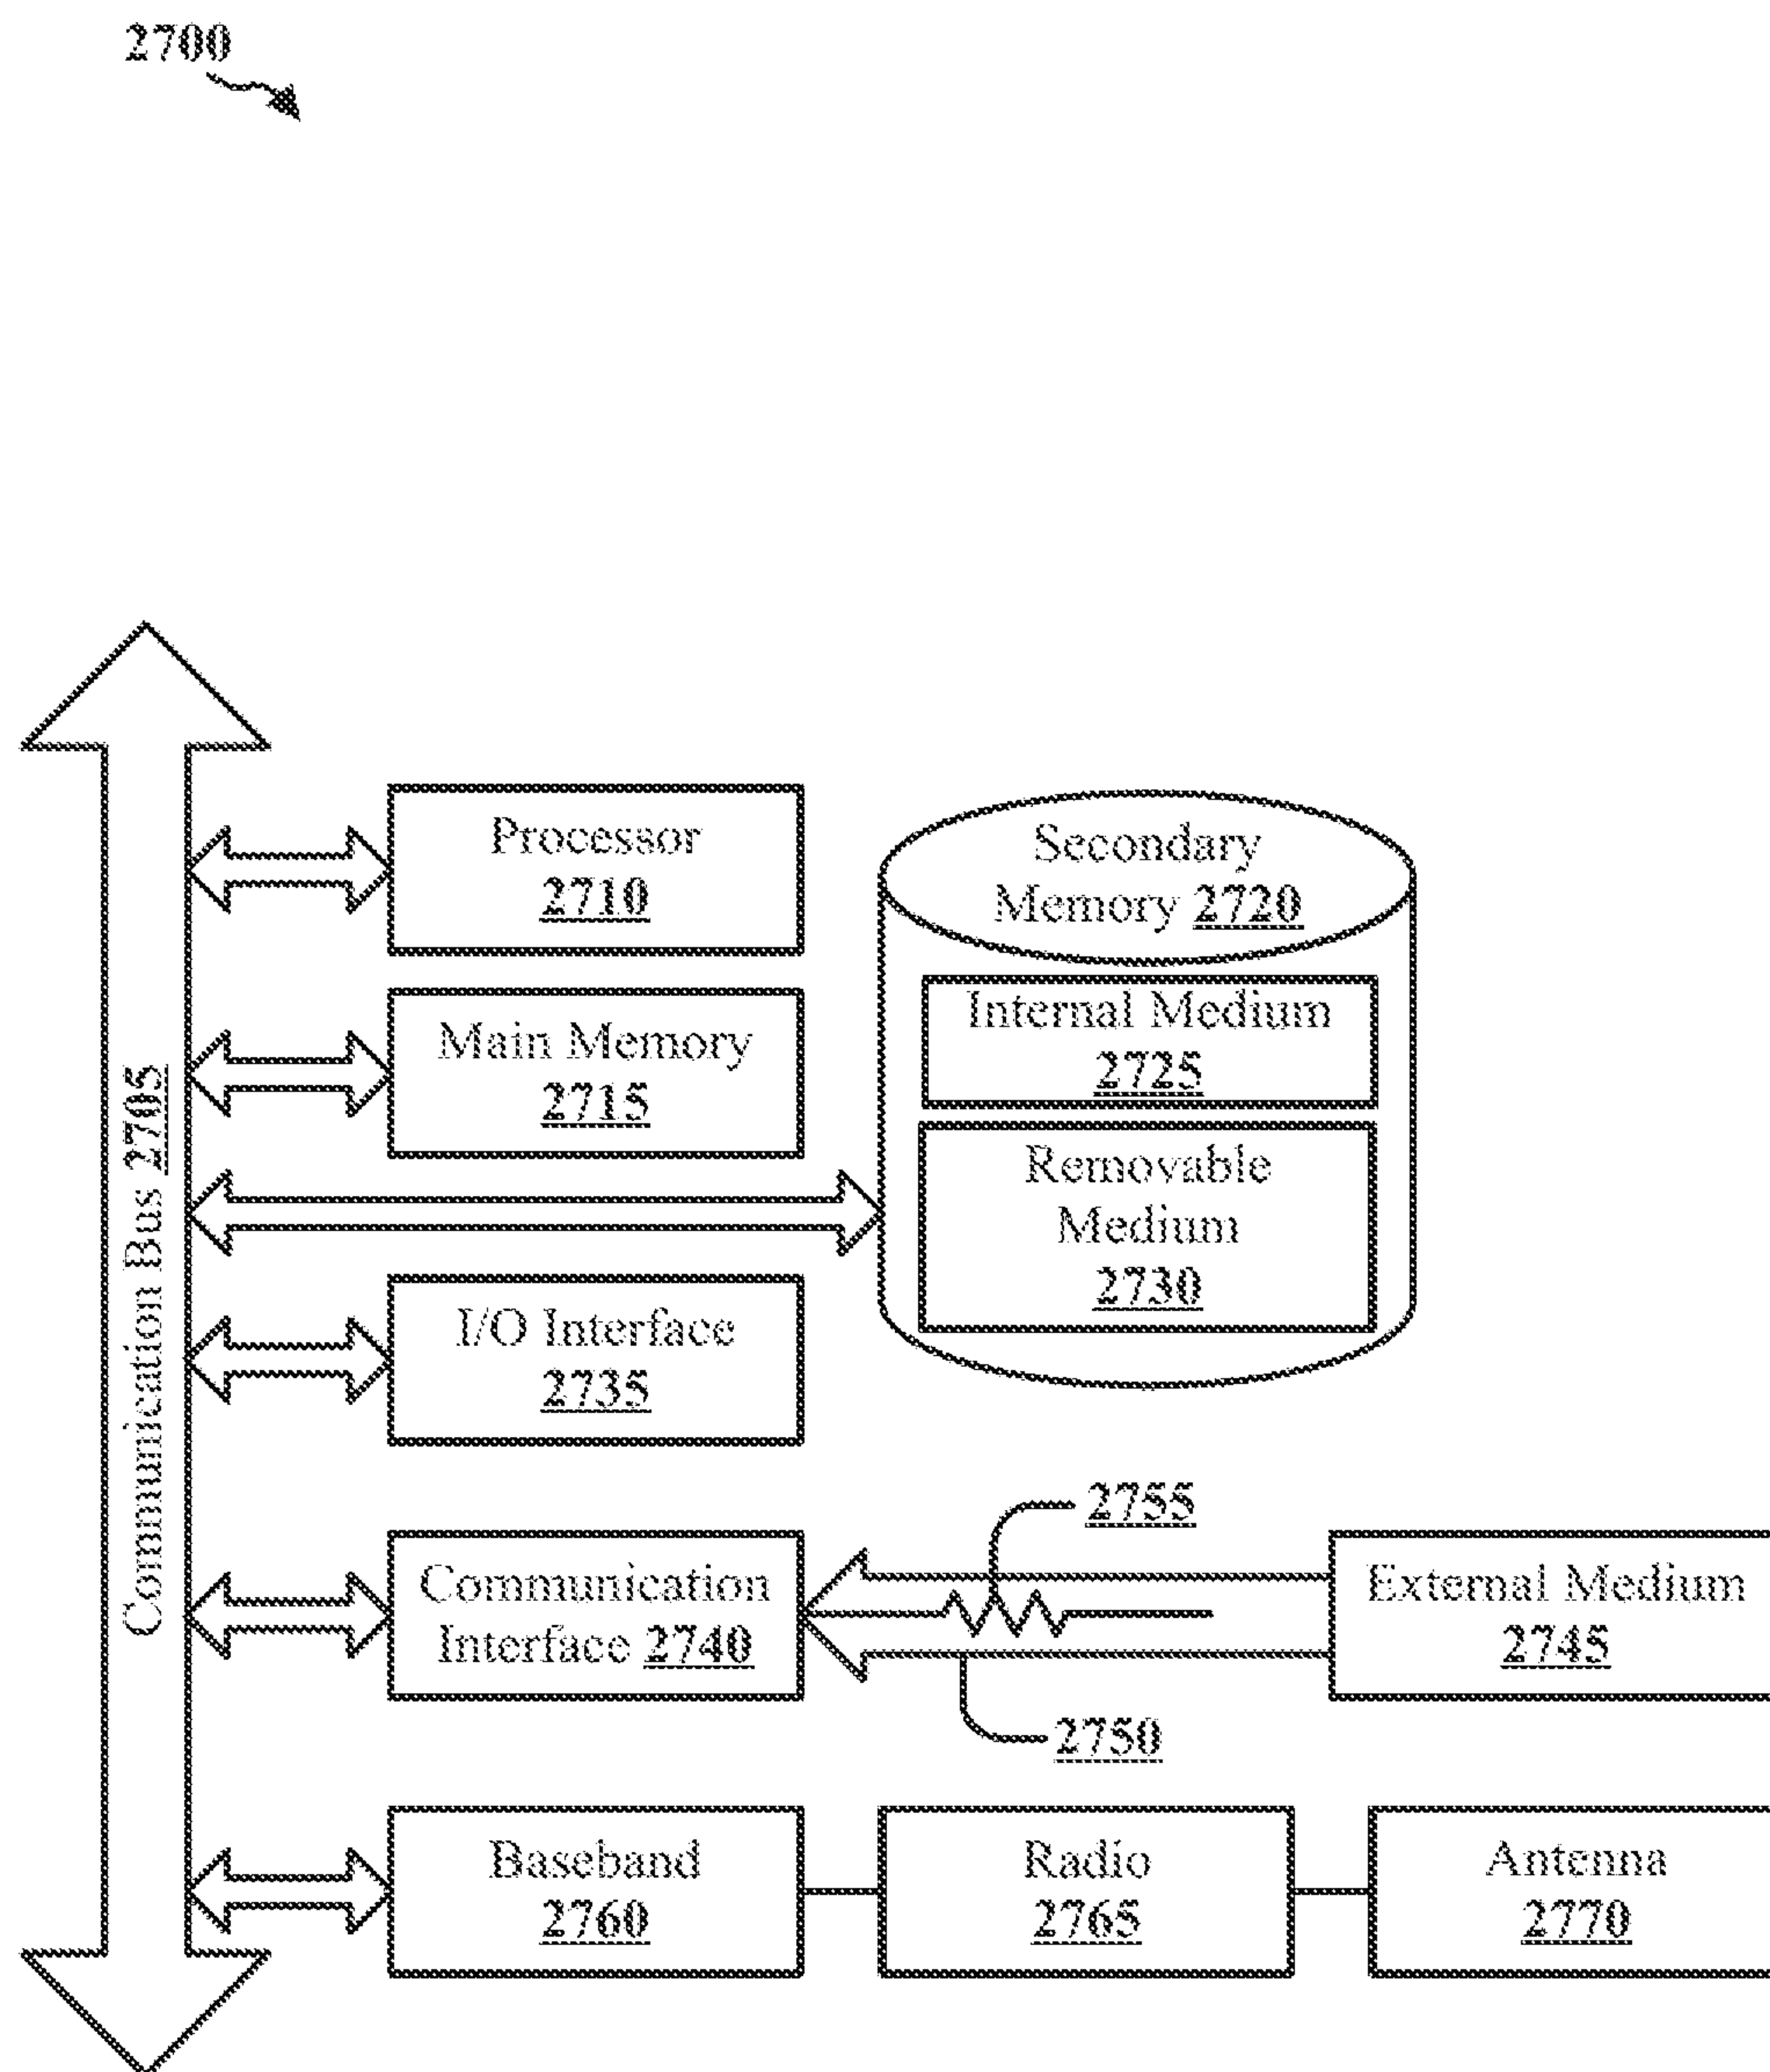 2700
Communication Bus 2705
Processor
2710
Secondary
Memory 2720
Internal Medium
2725
Main Memory
2715
Removable
Medium
2730
I/O Interface
2735
2755
Communication
Interface 2740
External Medium
2745
2750
Baseband
2760
Radio
2765
Antenna
2770